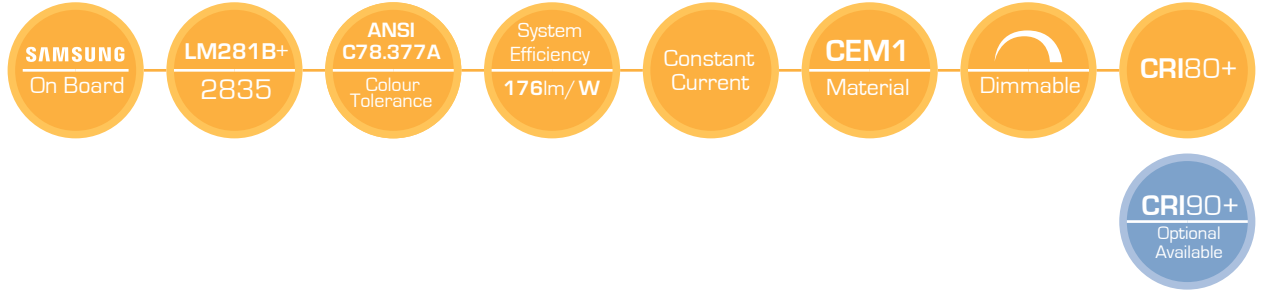 SAMSUNG
On Board
LM281B+
2835
ANSI
C78.377A
Colour
Tolerance
System
Efficiency
176lm/W
Constant
Current
CEM1
Material
Dimmable
CRI80+
CRI90+
Optional
Available